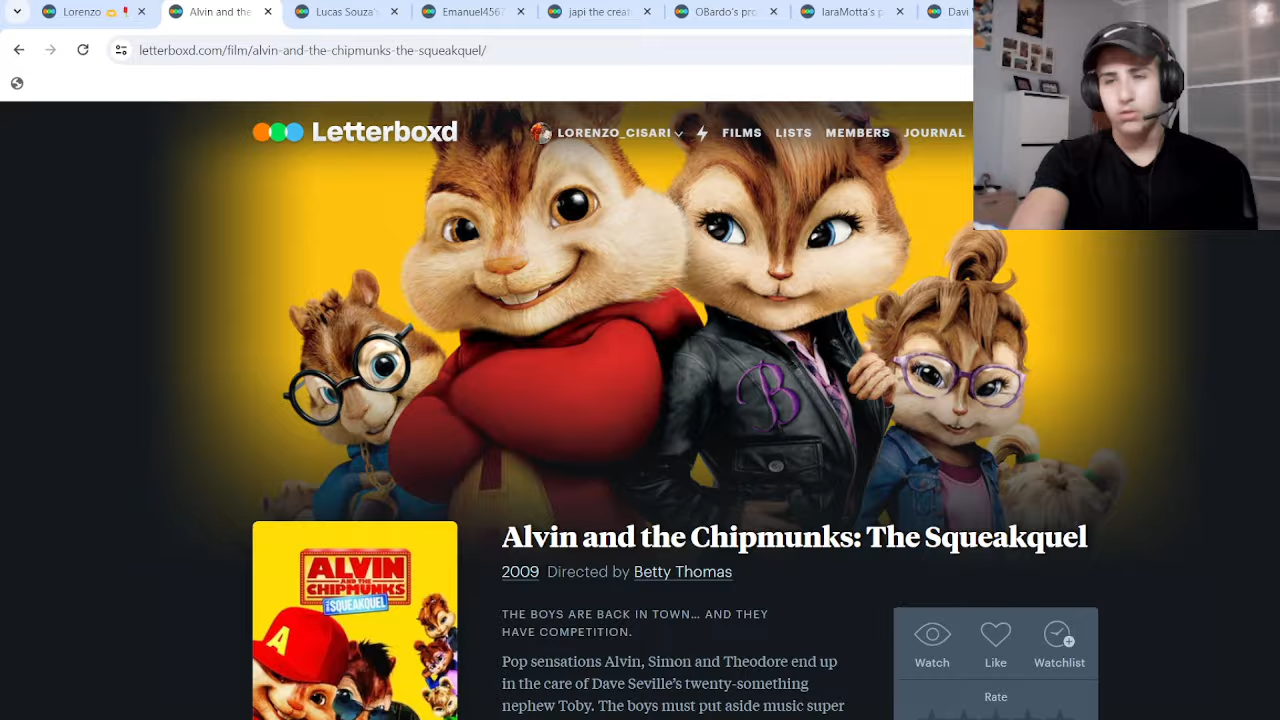 Lorenzo
Alvin and the
Lucas Souza'
Emanuel456
japi the creat
OBardo's pro
IaraMotta's p
Davi
letterboxd.com/film/alvin-and-the-chipmunks-the-squeakquel/
Letterboxd
LORENZO_CISARI
FILMS
LISTS
MEMBERS
JOURNAL
B
Alvin and the Chipmunks: The Squeakquel
2009 Directed by Betty Thomas
ALVIN
AND THE
CHIPMUNKS
THE SQUEAKQUEL
A
THE BOYS ARE BACK IN TOWN… AND THEY
HAVE COMPETITION.
Pop sensations Alvin, Simon and Theodore end up
in the care of Dave Seville’s twenty-something
nephew Toby. The boys must put aside music super
Watch
Like
Watchlist
Rate